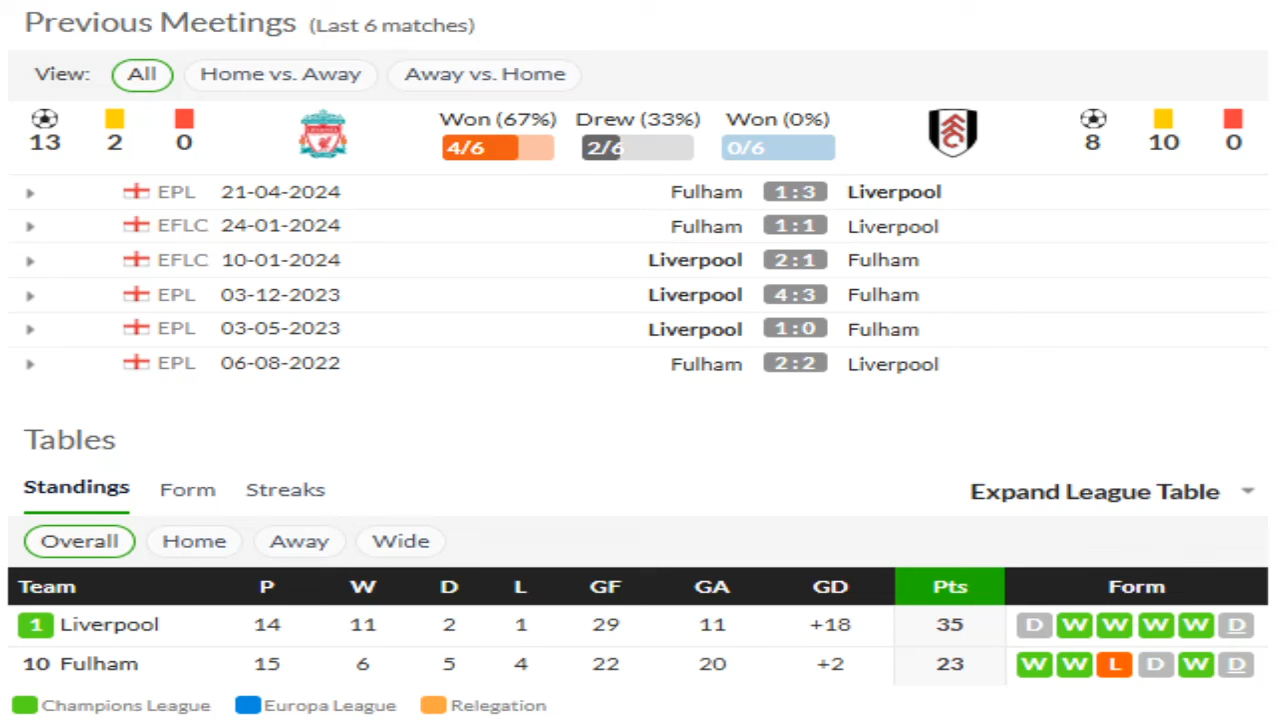 Previous Meetings (Last 6 matches)
View: All Home vs. Away Away vs. Home
Won (67%) Drew (33%) Won (0%)
13 2 0 4/6 2/6 0/6 8 10 0
EPL 21-04-2024 Fulham 1:3 Liverpool
EFLC 24-01-2024 Fulham 1:1 Liverpool
EFLC 10-01-2024 Liverpool 2:1 Fulham
EPL 03-12-2023 Liverpool 4:3 Fulham
EPL 03-05-2023 Liverpool 1:0 Fulham
EPL 06-08-2022 Fulham 2:2 Liverpool
Tables
Standings Form Streaks Expand League Table
Overall Home Away Wide
Team P W D L GF GA GD Pts Form
1 Liverpool 14 11 2 1 29 11 +18 35 D W W W W D
10 Fulham 15 6 5 4 22 20 +2 23 W W L D W D
Champions League Europa League Relegation